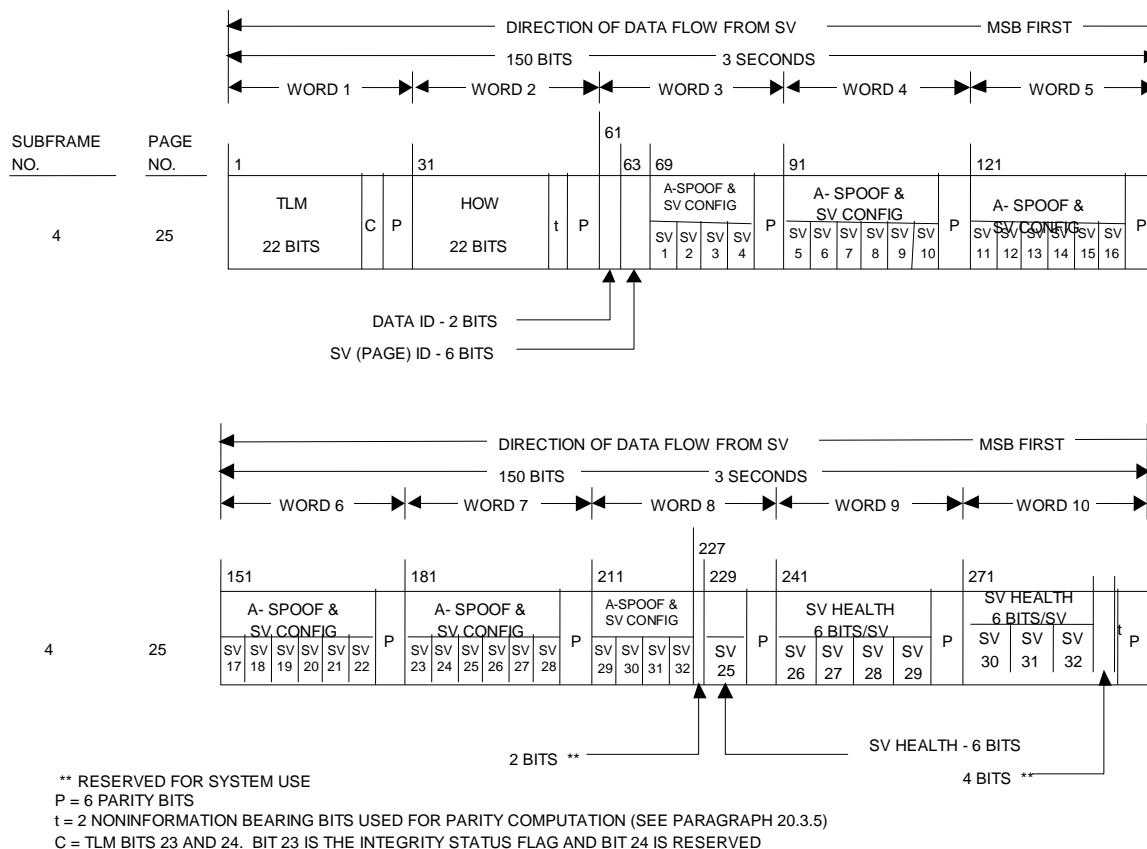 DIRECTION OF DATA FLOW FROM SV MSB FIRST
150 BITS 3 SECONDS
WORD 1 WORD 2 WORD 3 WORD 4 WORD 5
SUBFRAME NO. PAGE NO.
1 31 61 63 69 91 121
4 25
TLM 22 BITS C P
HOW 22 BITS t P
A-SPOOF & SV CONFIG
SV 1 SV 2 SV 3 SV 4 P
A- SPOOF & SV CONFIG
SV 5 SV 6 SV 7 SV 8 SV 9 SV 10 P
A- SPOOF & SV CONFIG
SV 11 SV 12 SV 13 SV 14 SV 15 SV 16 P
DATA ID - 2 BITS
SV (PAGE) ID - 6 BITS
DIRECTION OF DATA FLOW FROM SV MSB FIRST
150 BITS 3 SECONDS
WORD 6 WORD 7 WORD 8 WORD 9 WORD 10
151 181 211 227 229 241 271
4 25
A- SPOOF & SV CONFIG
SV 17 SV 18 SV 19 SV 20 SV 21 SV 22 P
A- SPOOF & SV CONFIG
SV 23 SV 24 SV 25 SV 26 SV 27 SV 28 P
A-SPOOF & SV CONFIG
SV 29 SV 30 SV 31 SV 32
SV 25 P
SV HEALTH 6 BITS/SV
SV 26 SV 27 SV 28 SV 29 P
SV HEALTH 6 BITS/SV
SV 30 SV 31 SV 32 t P
2 BITS **
SV HEALTH - 6 BITS
4 BITS **
** RESERVED FOR SYSTEM USE
P = 6 PARITY BITS
t = 2 NONINFORMATION BEARING BITS USED FOR PARITY COMPUTATION (SEE PARAGRAPH 20.3.5)
C = TLM BITS 23 AND 24. BIT 23 IS THE INTEGRITY STATUS FLAG AND BIT 24 IS RESERVED